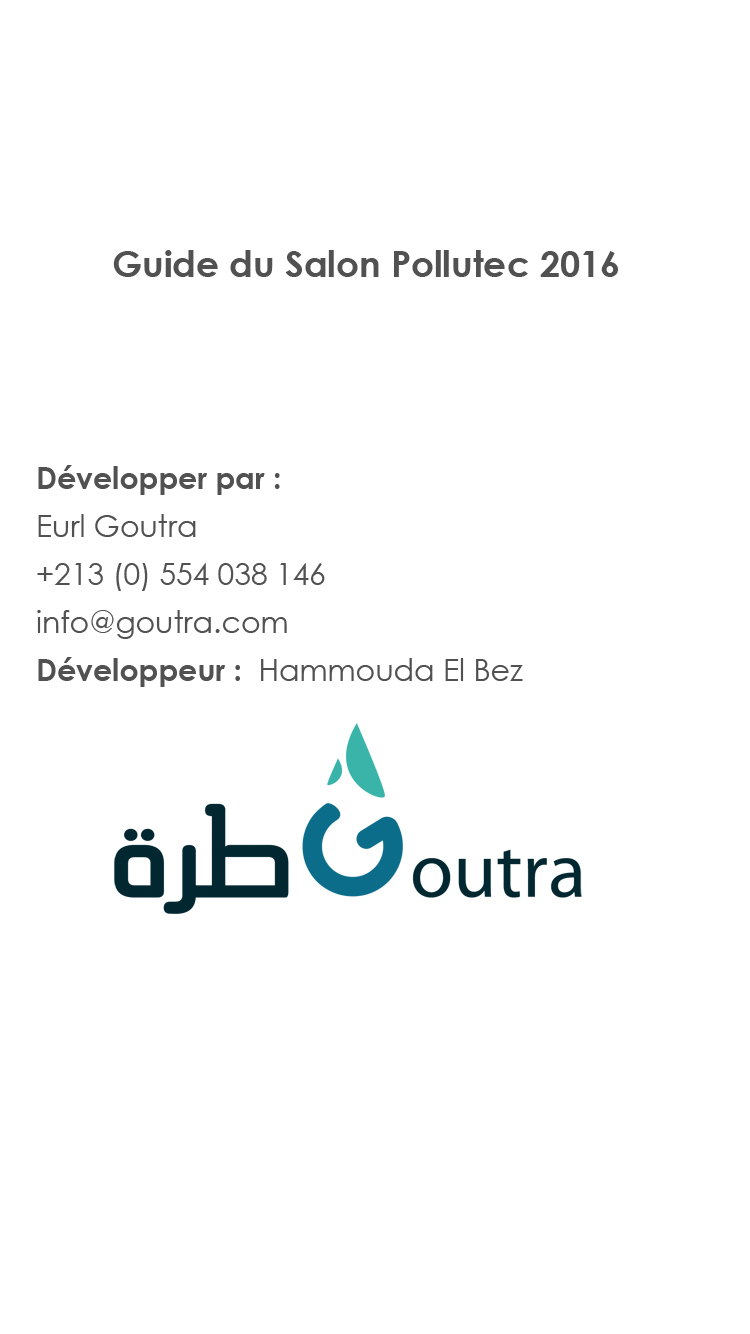 Guide du Salon Pollutec 2016
Développer par :
Eurl Goutra
+213 (0) 554 038 146
info@goutra.com
Développeur : Hammouda El Bez
طرة Goutra